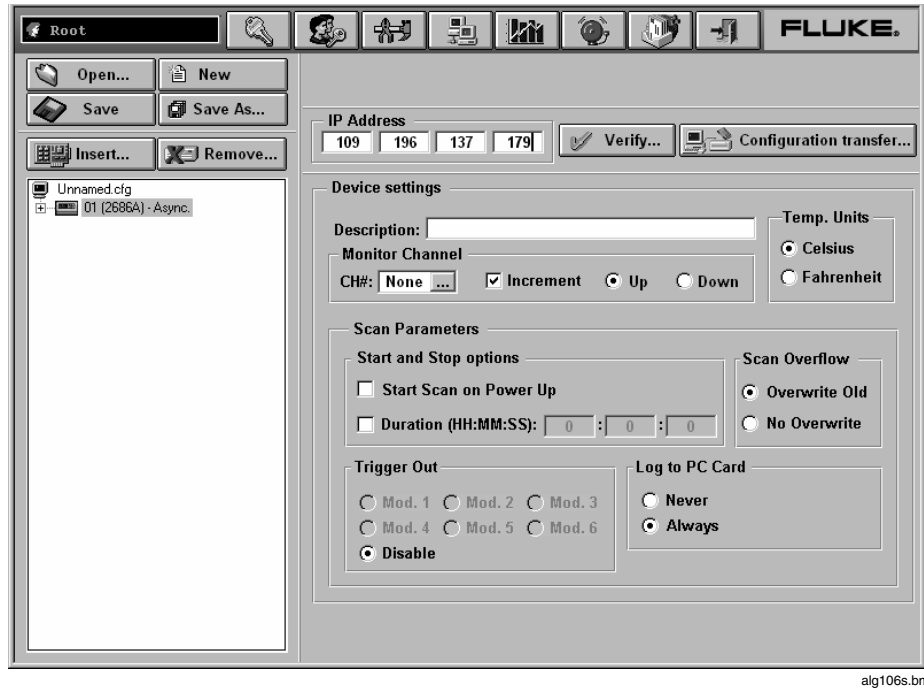 Root
FLUKE®
Open... New
Save Save As...
Insert... Remove...
Unnamed.cfg
01 (2686A) - Async.
IP Address
109 196 137 179
Verify... Configuration transfer...
Device settings
Description:
Temp. Units
Celsius
Fahrenheit
Monitor Channel
CH#: None ... Increment Up Down
Scan Parameters
Start and Stop options
Start Scan on Power Up
Duration (HH:MM:SS): 0 : 0 : 0
Scan Overflow
Overwrite Old
No Overwrite
Trigger Out
Mod. 1 Mod. 2 Mod. 3
Mod. 4 Mod. 5 Mod. 6
Disable
Log to PC Card
Never
Always